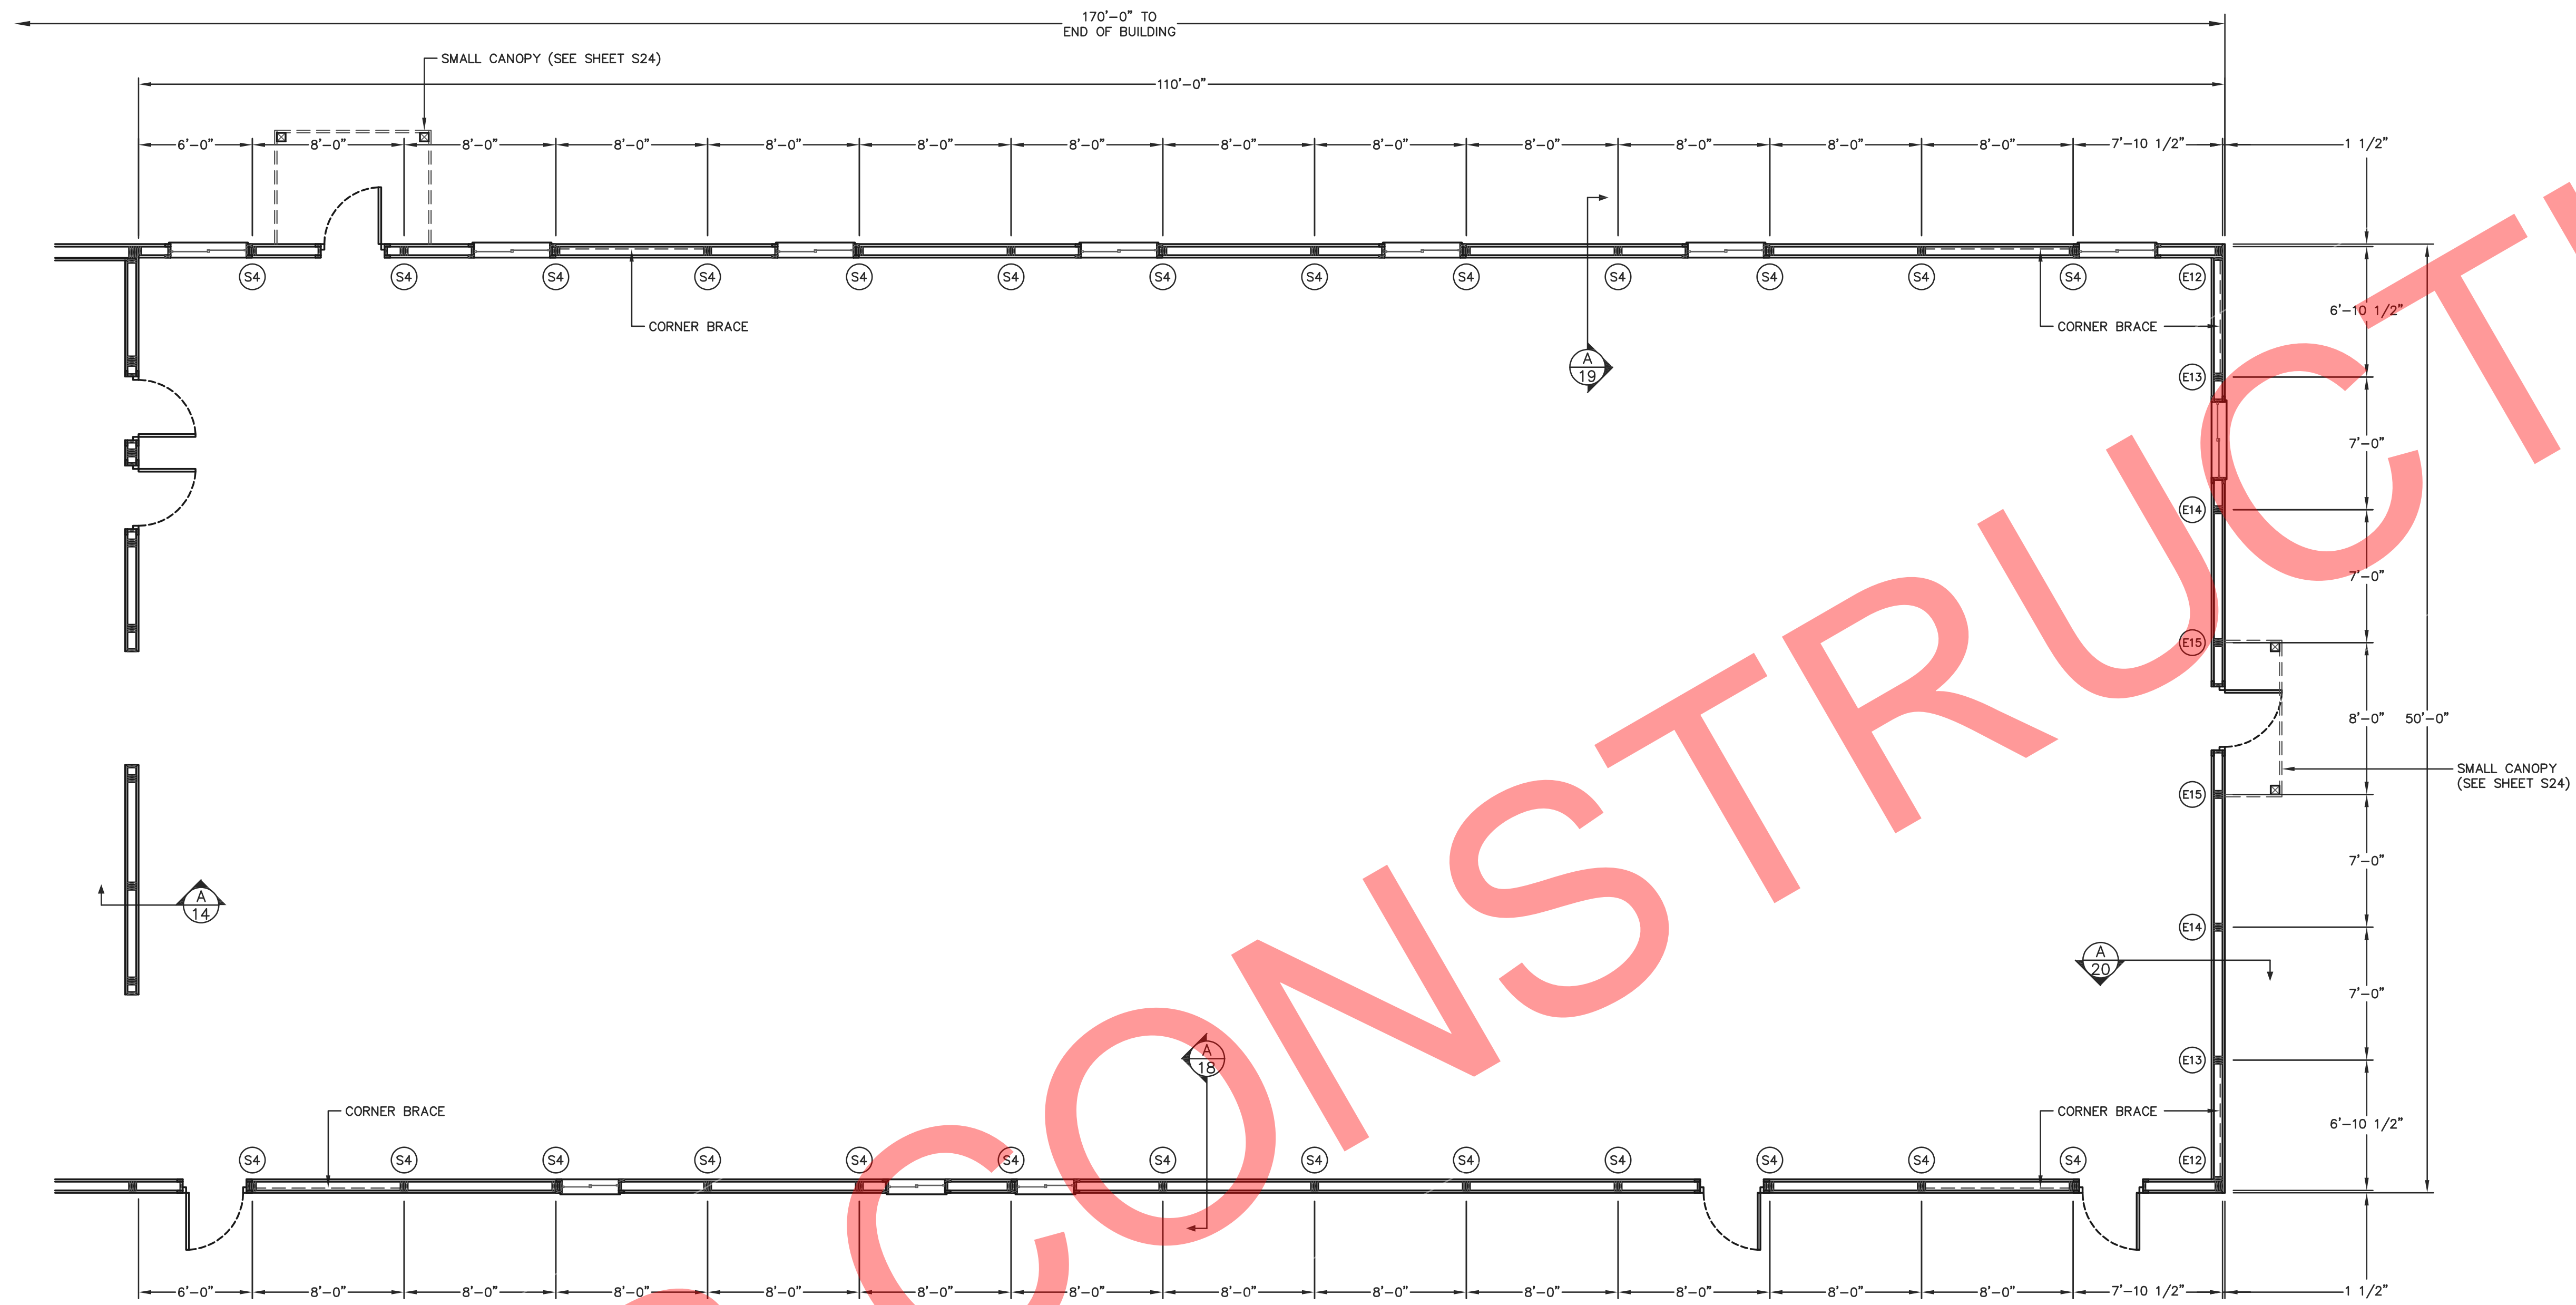 170'-0" TO
END OF BUILDING
SMALL CANOPY (SEE SHEET S24)
110'-0"
6'-0" 8'-0" 8'-0" 8'-0" 8'-0" 8'-0" 8'-0" 8'-0" 8'-0" 8'-0" 8'-0" 8'-0" 8'-0" 7'-10 1/2" 1 1/2"
S4 S4 S4 S4 S4 S4 S4 S4 S4 S4 S4 S4 S4 E12
6'-10 1/2"
CORNER BRACE
CORNER BRACE
A
19
E13
7'-0"
E14
7'-0"
E15
8'-0"
50'-0"
SMALL CANOPY
(SEE SHEET S24)
E15
7'-0"
A
14
E14
A
20
7'-0"
A
18
E13
CORNER BRACE
CORNER BRACE
6'-10 1/2"
S4 S4 S4 S4 S4 S4 S4 S4 S4 S4 S4 S4 S4 E12
6'-0" 8'-0" 8'-0" 8'-0" 8'-0" 8'-0" 8'-0" 8'-0" 8'-0" 8'-0" 8'-0" 8'-0" 8'-0" 7'-10 1/2" 1 1/2"
CONSTRUCT